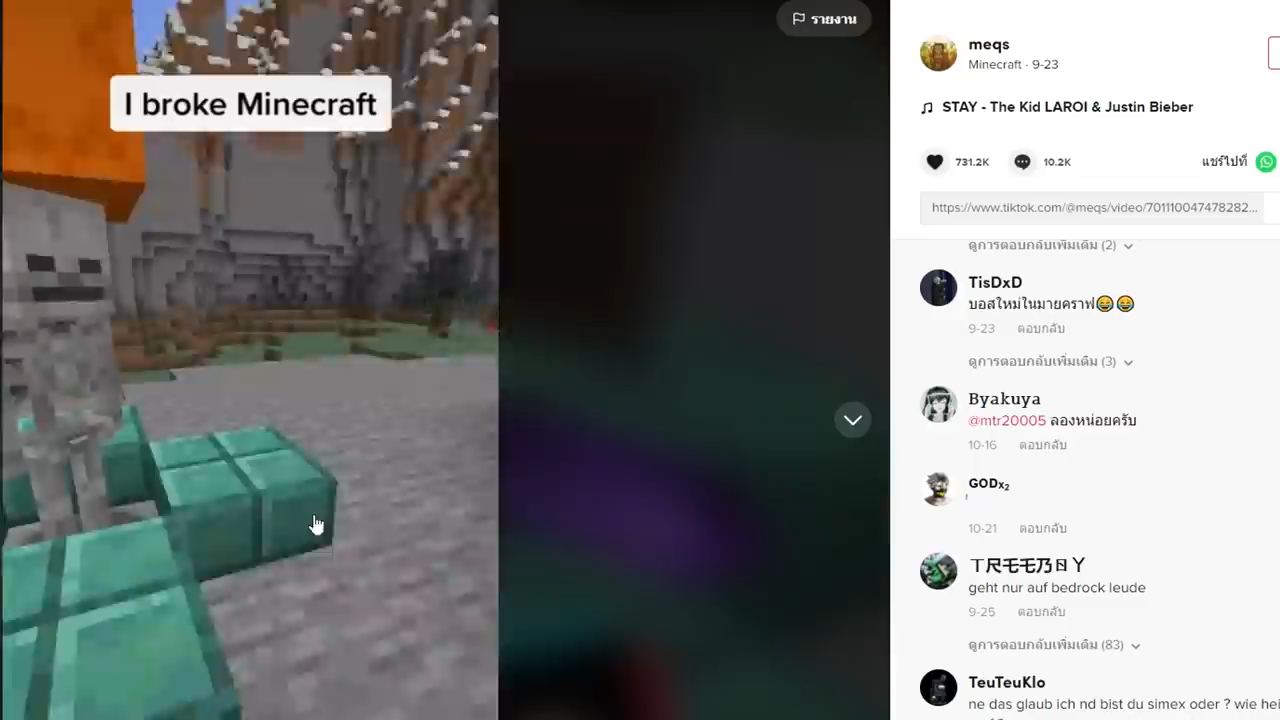 I broke Minecraft
รายงาน
meqs
Minecraft · 9-23
STAY - The Kid LAROI & Justin Bieber
731.2K
10.2K
แชร์ไปที่
https://www.tiktok.com/@meqs/video/701110047478282...
ดูการตอบกลับเพิ่มเติม (2)
TisDxD
บอสใหม่ในมายคราฟ😂😂
9-23 ตอบกลับ
ดูการตอบกลับเพิ่มเติม (3)
Byakuya
@mtr20005 ลองหน่อยครับ
10-16 ตอบกลับ
GODx₂
10-21 ตอบกลับ
ㄒ尺乇乇乃ㄖㄚ
geht nur auf bedrock leude
9-25 ตอบกลับ
ดูการตอบกลับเพิ่มเติม (83)
TeuTeuKlo
ne das glaub ich nd bist du simex oder ? wie hei